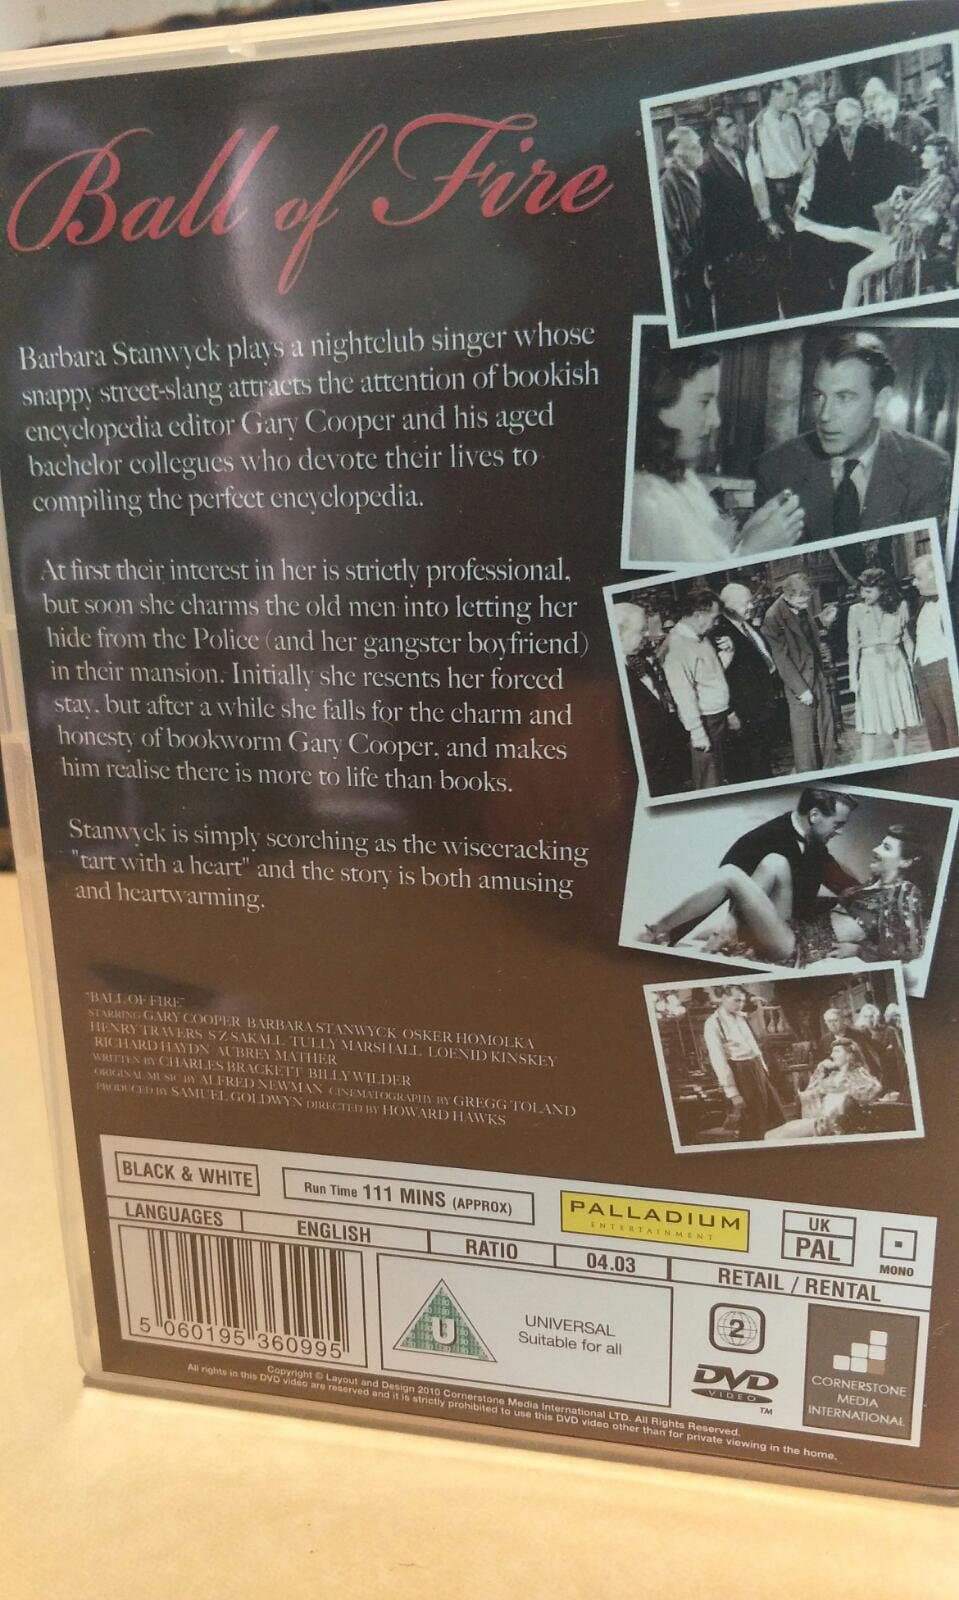 Ball of Fire
Barbara Stanwyck plays a nightclub singer whose
snappy street-slang attracts the attention of bookish
encyclopedia editor Gary Cooper and his aged
bachelor collegues who devote their lives to
compiling the perfect encyclopedia.
At first their interest in her is strictly professional,
but soon she charms the old men into letting her
hide from the Police (and her gangster boyfriend)
in their mansion. Initially she resents her forced
stay, but after a while she falls for the charm and
honesty of bookworm Gary Cooper, and makes
him realise there is more to life than books.
Stanwyck is simply scorching as the wisecracking
"tart with a heart" and the story is both amusing
and heartwarming.
"BALL OF FIRE"
STARRING GARY COOPER BARBARA STANWYCK OSKER HOMOLKA
HENRY TRAVERS S Z SAKALL TULLY MARSHALL LOENID KINSKEY
RICHARD HAYDN AUBREY MATHER
WRITTEN BY CHARLES BRACKETT BILLY WILDER
ORIGINAL MUSIC BY ALFRED NEWMAN CINEMATOGRAPHY BY GREGG TOLAND
PRODUCED BY SAMUEL GOLDWYN DIRECTED BY HOWARD HAWKS
BLACK & WHITE
Run Time 111 MINS (APPROX)
PALLADIUM
ENTERTAINMENT
UK
PAL
MONO
LANGUAGES
ENGLISH
RATIO
04.03
RETAIL / RENTAL
5 060195 360995
U
UNIVERSAL
Suitable for all
2
DVD
VIDEO
TM
CORNERSTONE
MEDIA
INTERNATIONAL
Copyright © Layout and Design 2010 Cornerstone Media International LTD. All Rights Reserved.
All rights in this DVD video are reserved and it is strictly prohibited to use this DVD video other than for private viewing in the home.